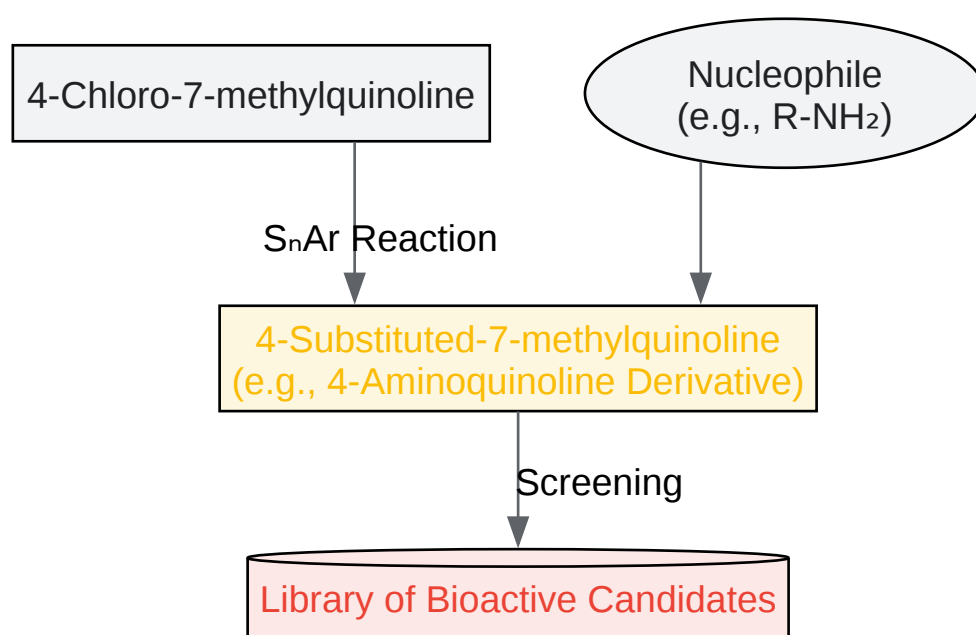 4-Chloro-7-methylquinoline
Nucleophile
(e.g., R-NH₂)
SₙAr Reaction
4-Substituted-7-methylquinoline
(e.g., 4-Aminoquinoline Derivative)
Screening
Library of Bioactive Candidates